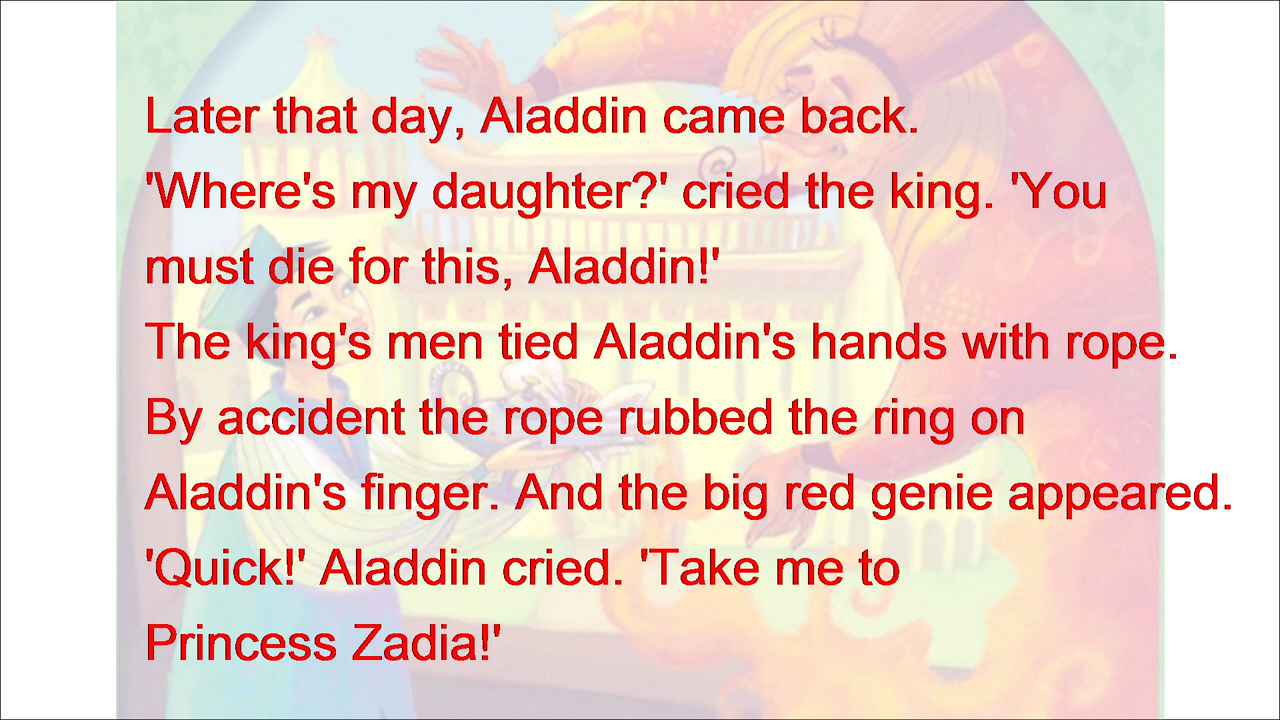 Later that day, Aladdin came back.
'Where's my daughter?' cried the king. 'You
must die for this, Aladdin!'
The king's men tied Aladdin's hands with rope.
By accident the rope rubbed the ring on
Aladdin's finger. And the big red genie appeared.
'Quick!' Aladdin cried. 'Take me to
Princess Zadia!'